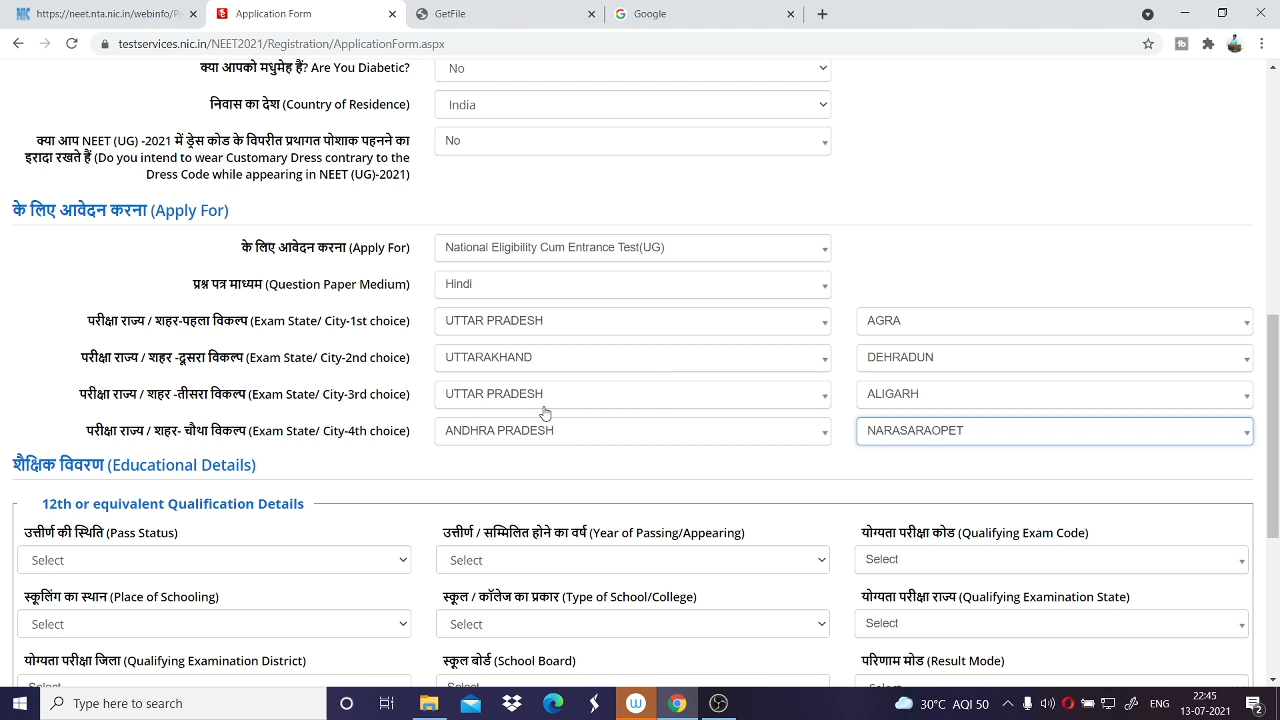 https://neet.nta.nic.in/webinfo/Pa
Application Form
GetFile
Google
testservices.nic.in/NEET2021/Registration/ApplicationForm.aspx
क्या आपको मधुमेह हैं? Are You Diabetic?
No
निवास का देश (Country of Residence)
India
क्या आप NEET (UG) -2021 में ड्रेस कोड के विपरीत प्रथागत पोशाक पहनने का
No
इरादा रखते हैं (Do you intend to wear Customary Dress contrary to the
Dress Code while appearing in NEET (UG)-2021)
के लिए आवेदन करना (Apply For)
के लिए आवेदन करना (Apply For)
National Eligibility Cum Entrance Test(UG)
प्रश्न पत्र माध्यम (Question Paper Medium)
Hindi
परीक्षा राज्य / शहर-पहला विकल्प (Exam State/ City-1st choice)
UTTAR PRADESH
AGRA
परीक्षा राज्य / शहर -दूसरा विकल्प (Exam State/ City-2nd choice)
UTTARAKHAND
DEHRADUN
परीक्षा राज्य / शहर -तीसरा विकल्प (Exam State/ City-3rd choice)
UTTAR PRADESH
ALIGARH
परीक्षा राज्य / शहर- चौथा विकल्प (Exam State/ City-4th choice)
ANDHRA PRADESH
NARASARAOPET
शैक्षिक विवरण (Educational Details)
12th or equivalent Qualification Details
उत्तीर्ण की स्थिति (Pass Status)
उत्तीर्ण / सम्मिलित होने का वर्ष (Year of Passing/Appearing)
योग्यता परीक्षा कोड (Qualifying Exam Code)
Select
Select
Select
स्कूलिंग का स्थान (Place of Schooling)
स्कूल / कॉलेज का प्रकार (Type of School/College)
योग्यता परीक्षा राज्य (Qualifying Examination State)
Select
Select
Select
योग्यता परीक्षा जिला (Qualifying Examination District)
स्कूल बोर्ड (School Board)
परिणाम मोड (Result Mode)
Type here to search
30°C AQI 50
ENG
22:45
13-07-2021
2